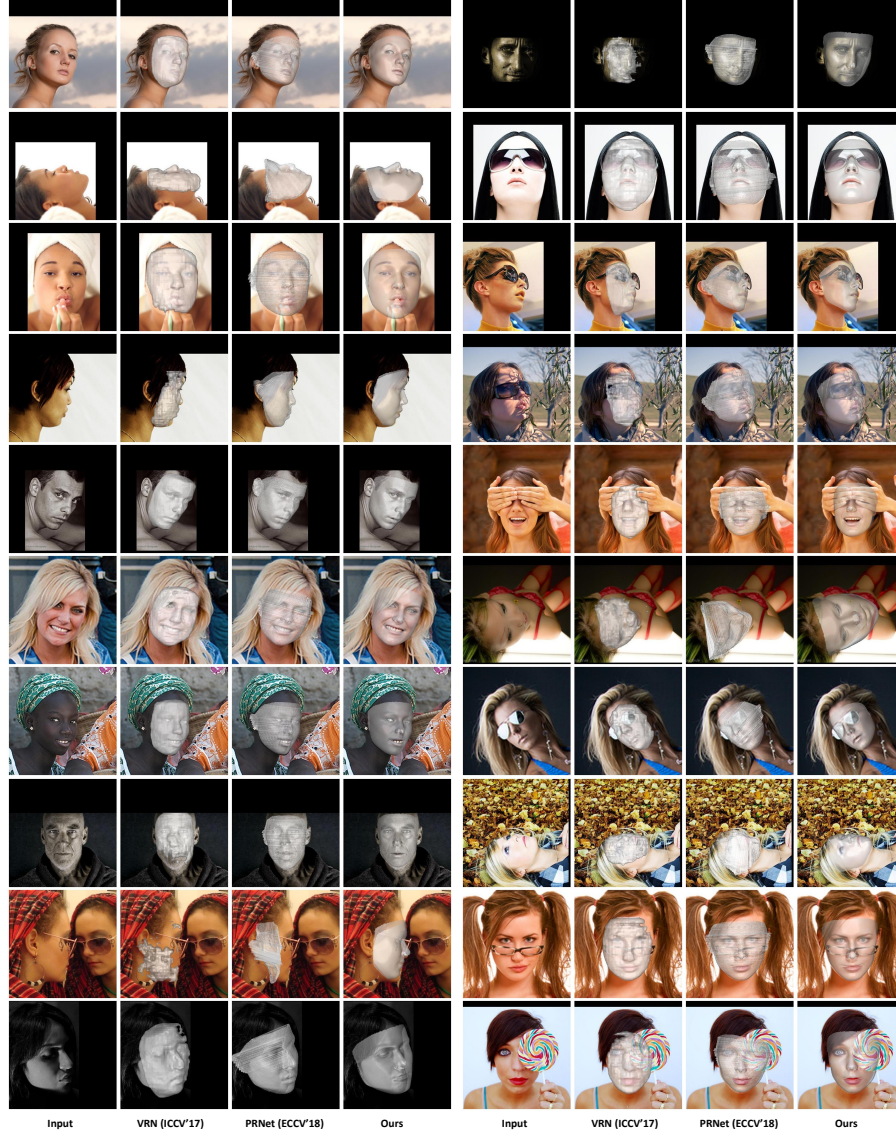 Input VRN (ICCV'17) PRNet (ECCV'18) Ours Input VRN (ICCV'17) PRNet (ECCV'18) Ours